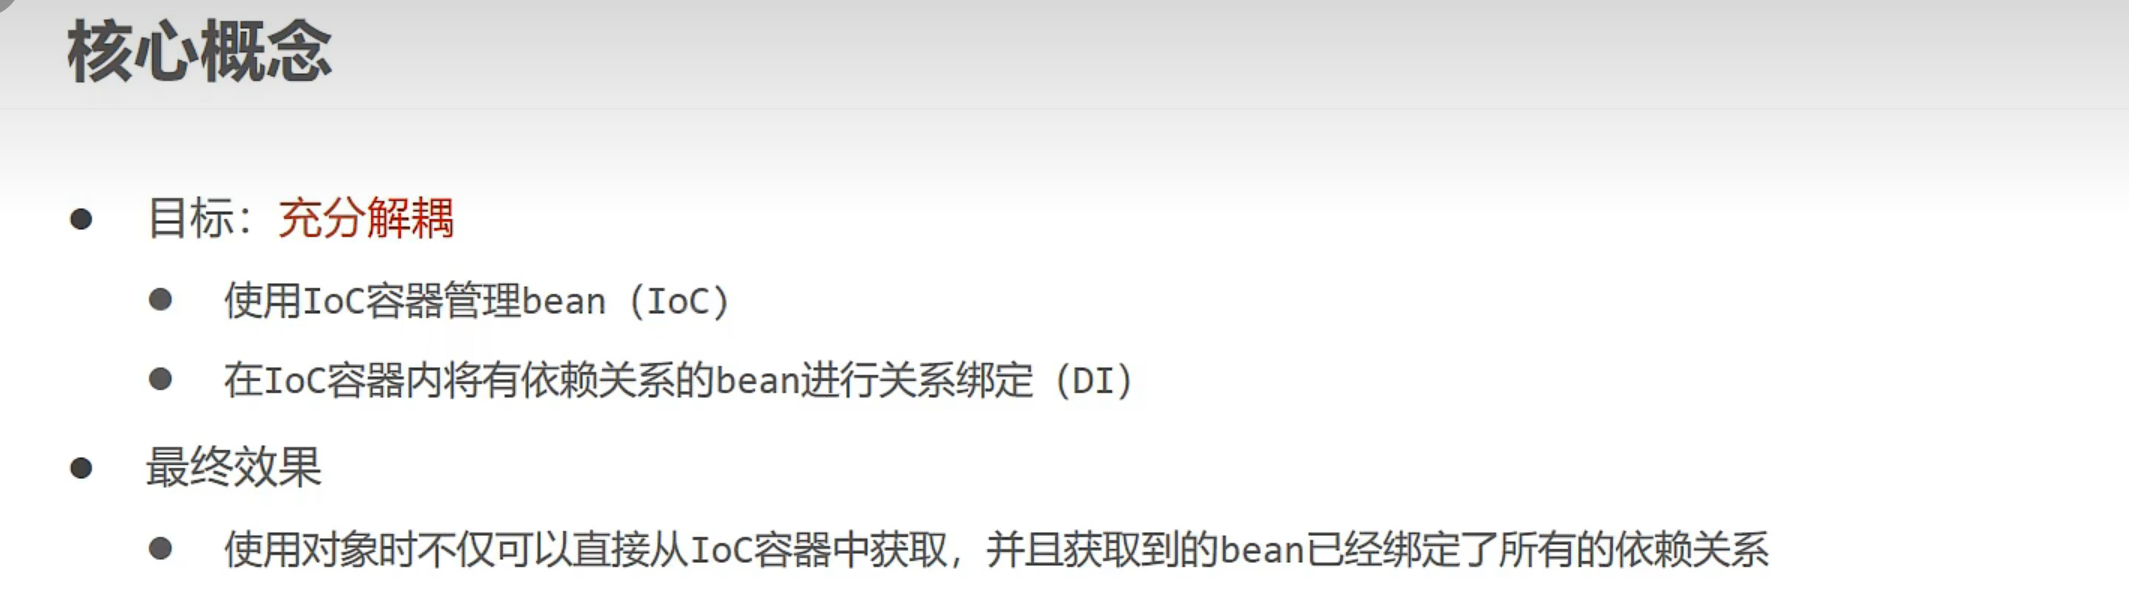 核心概念
目标：充分解耦
使用IoC容器管理bean（IoC）
在IoC容器内将有依赖关系的bean进行关系绑定（DI）
最终效果
使用对象时不仅可以直接从IoC容器中获取，并且获取到的bean已经绑定了所有的依赖关系